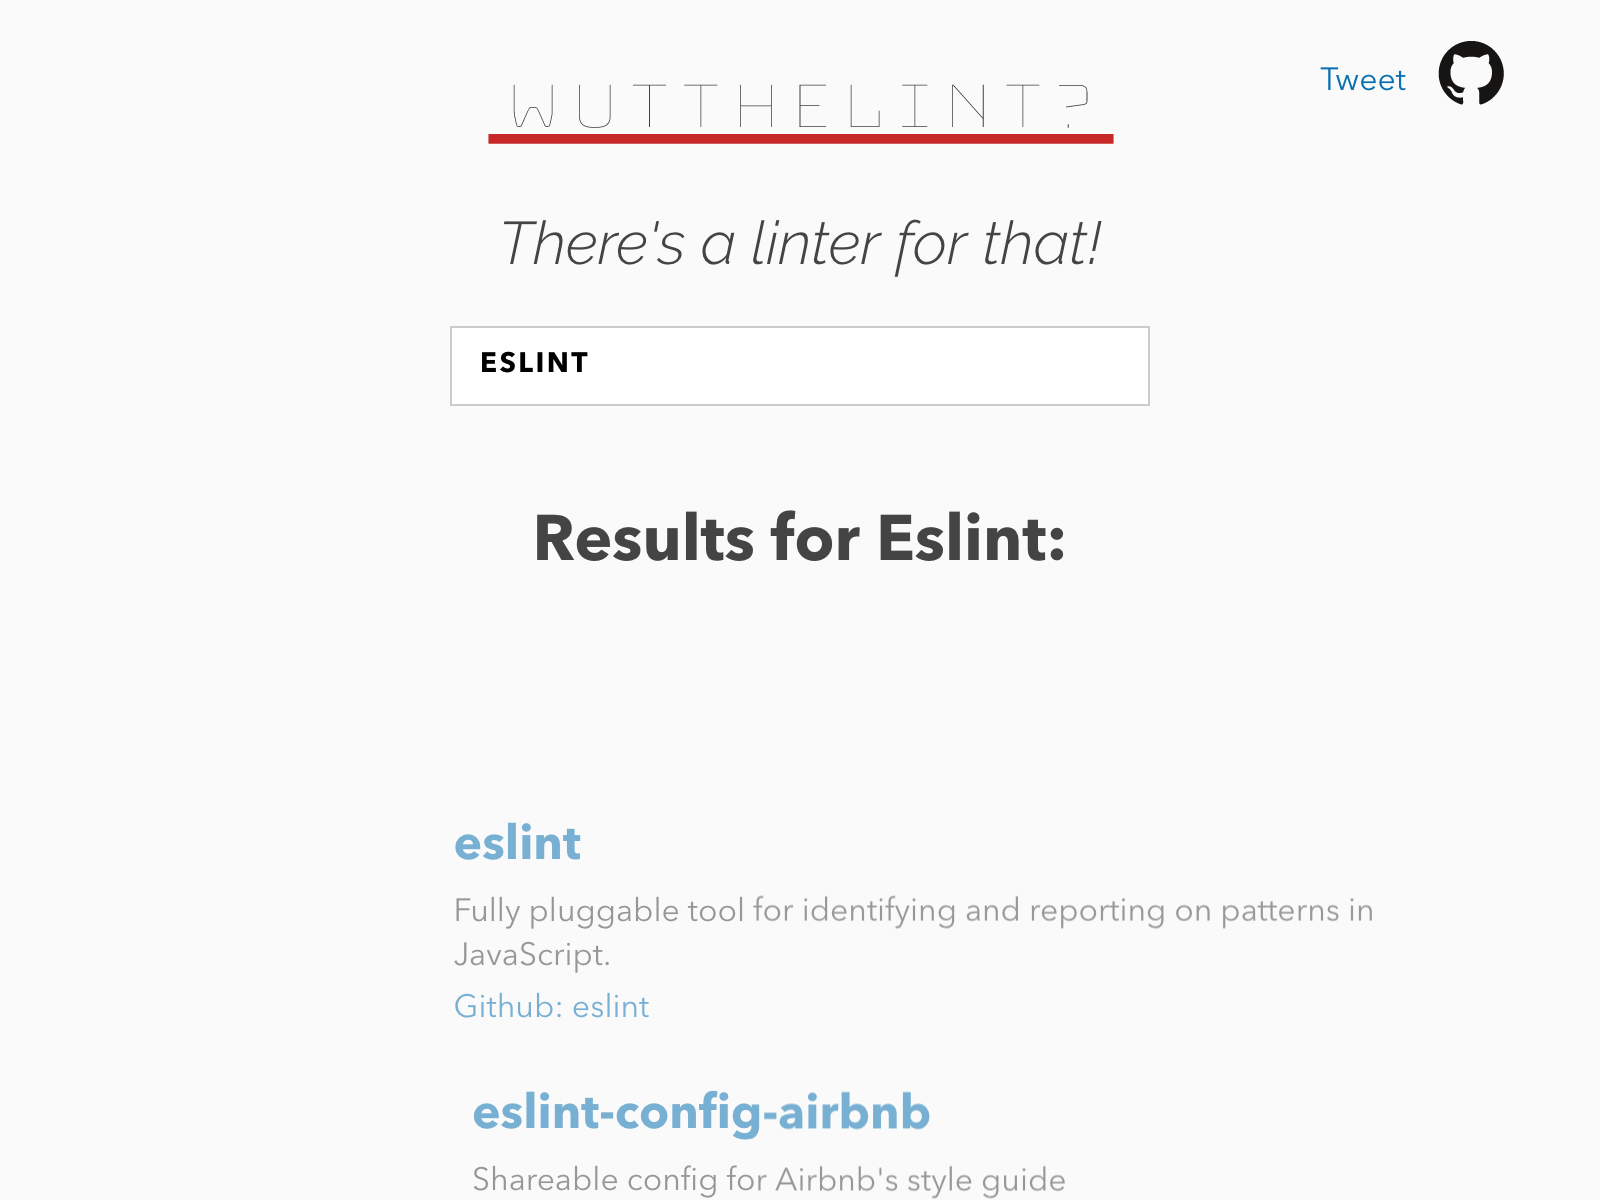 WUTTHELINT?
Tweet
There's a linter for that!
ESLINT
Results for Eslint:
eslint
Fully pluggable tool for identifying and reporting on patterns in
JavaScript.
Github: eslint
eslint-config-airbnb
Shareable config for Airbnb's style guide